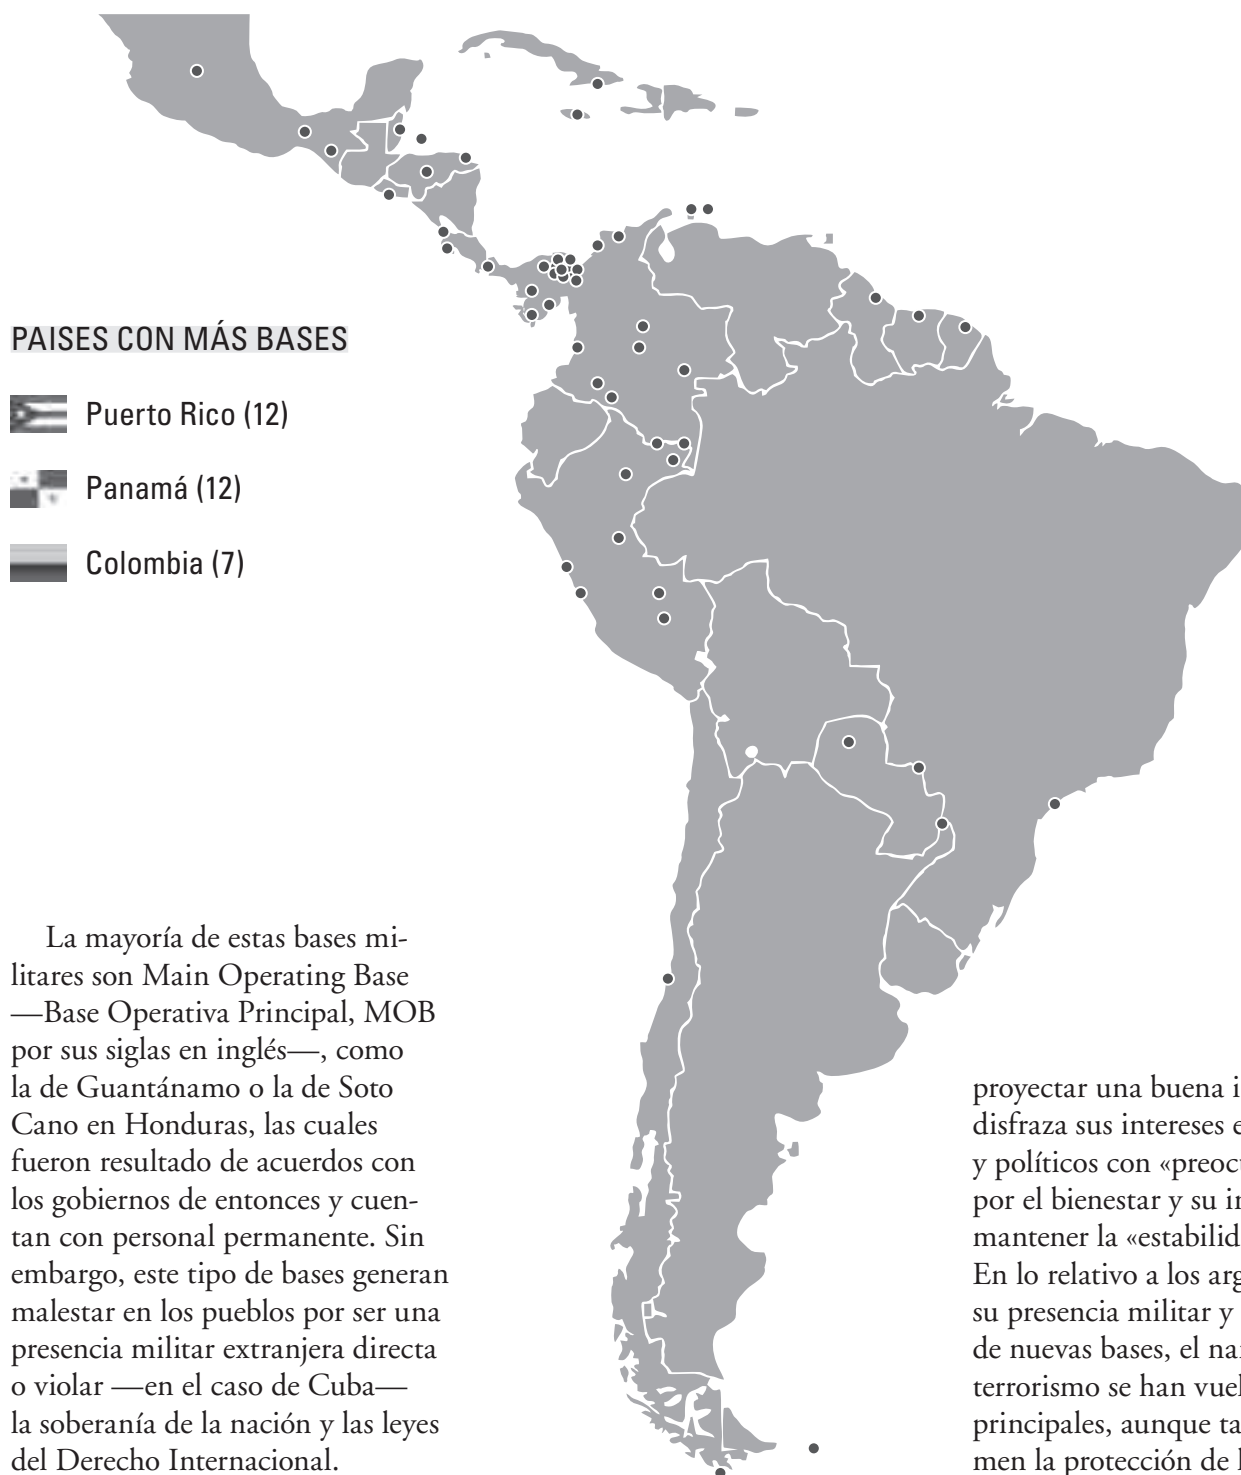 PAISES CON MÁS BASES
Puerto Rico (12)
Panamá (12)
Colombia (7)
La mayoría de estas bases mi-
litares son Main Operating Base
—Base Operativa Principal, MOB
por sus siglas en inglés—, como
la de Guantánamo o la de Soto
Cano en Honduras, las cuales
fueron resultado de acuerdos con
los gobiernos de entonces y cuen-
tan con personal permanente. Sin
embargo, este tipo de bases generan
malestar en los pueblos por ser una
presencia militar extranjera directa
o violar —en el caso de Cuba—
la soberanía de la nación y las leyes
del Derecho Internacional.
proyectar una buena i
disfraza sus intereses e
y políticos con «preocu
por el bienestar y su in
mantener la «estabilid
En lo relativo a los arg
su presencia militar y
de nuevas bases, el nar
terrorismo se han vuel
principales, aunque ta
men la protección de l